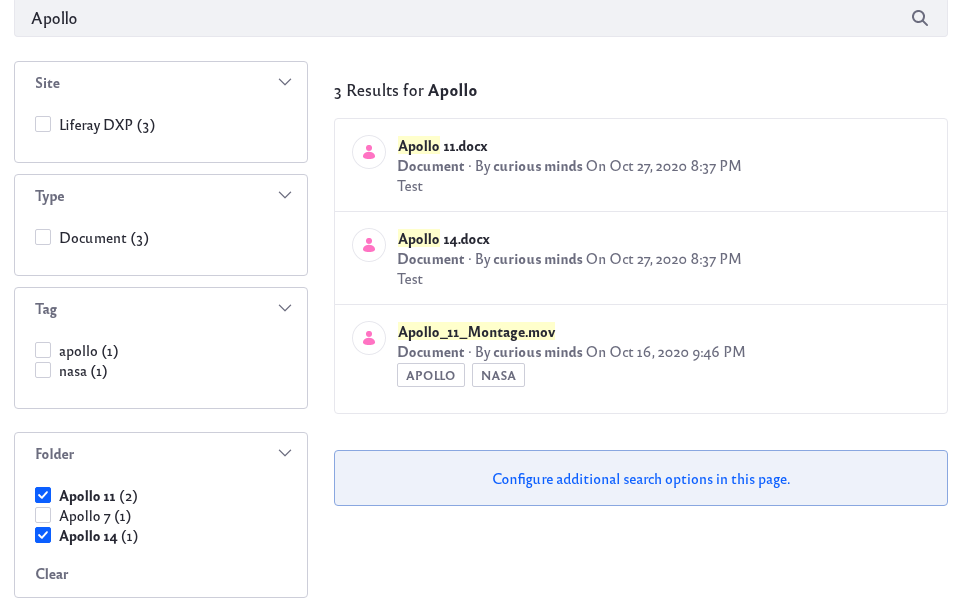 Apollo
Site
Liferay DXP (3)
Type
Document (3)
Tag
apollo (1)
nasa (1)
Folder
Apollo 11 (2)
Apollo 7 (1)
Apollo 14 (1)
Clear
3 Results for Apollo
Apollo 11.docx
Document · By curious minds On Oct 27, 2020 8:37 PM
Test
Apollo 14.docx
Document · By curious minds On Oct 27, 2020 8:37 PM
Test
Apollo_11_Montage.mov
Document · By curious minds On Oct 16, 2020 9:46 PM
APOLLO NASA
Configure additional search options in this page.